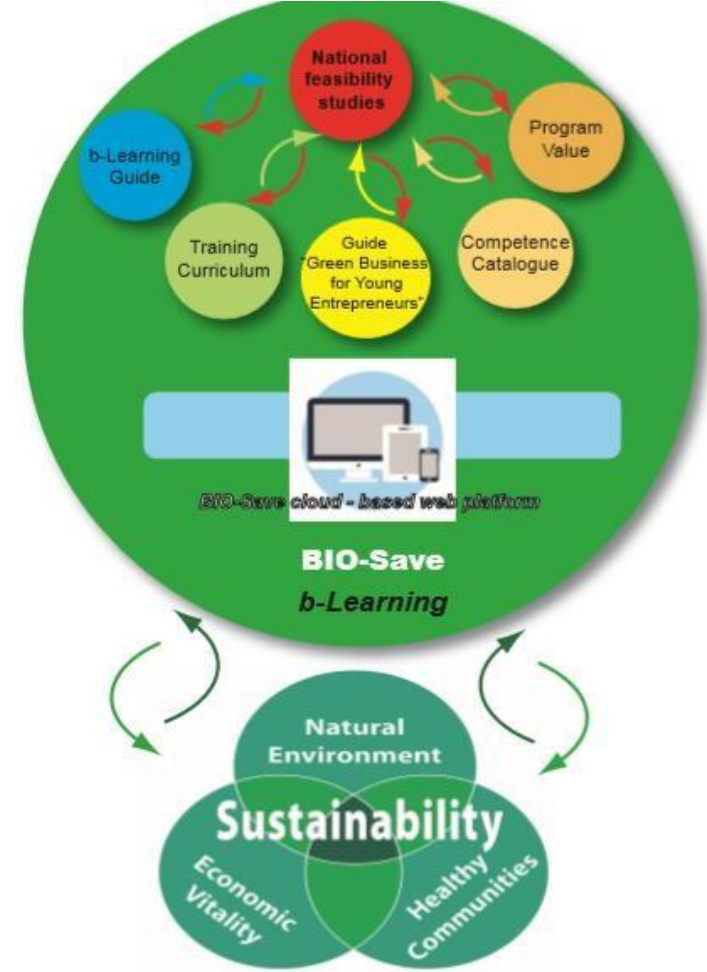 National
feasibility
studies
b-Learning
Guide
Program
Value
Training
Curriculum
Guide
"Green Business
for Young
Entrepreneurs"
Competence
Catalogue
BIO-Save cloud - based web platform
BIO-Save
b-Learning
Natural
Environment
Sustainability
Economic
Vitality
Healthy
Communities